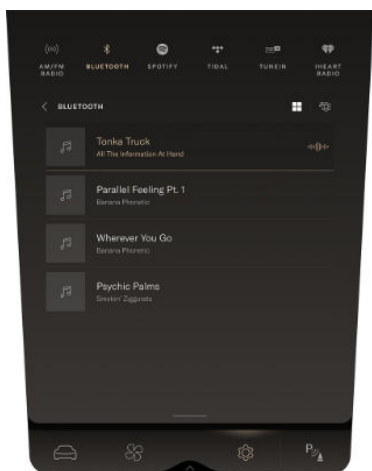 AM/FM
RADIO
BLUETOOTH
SPOTIFY
TIDAL
TUNEIN
IHEART
RADIO
BLUETOOTH
Tonka Truck
All The Information At Hand
Parallel Feeling Pt. 1
Banana Phonetic
Wherever You Go
Banana Phonetic
Psychic Palms
Smokin' Ziggurats
P